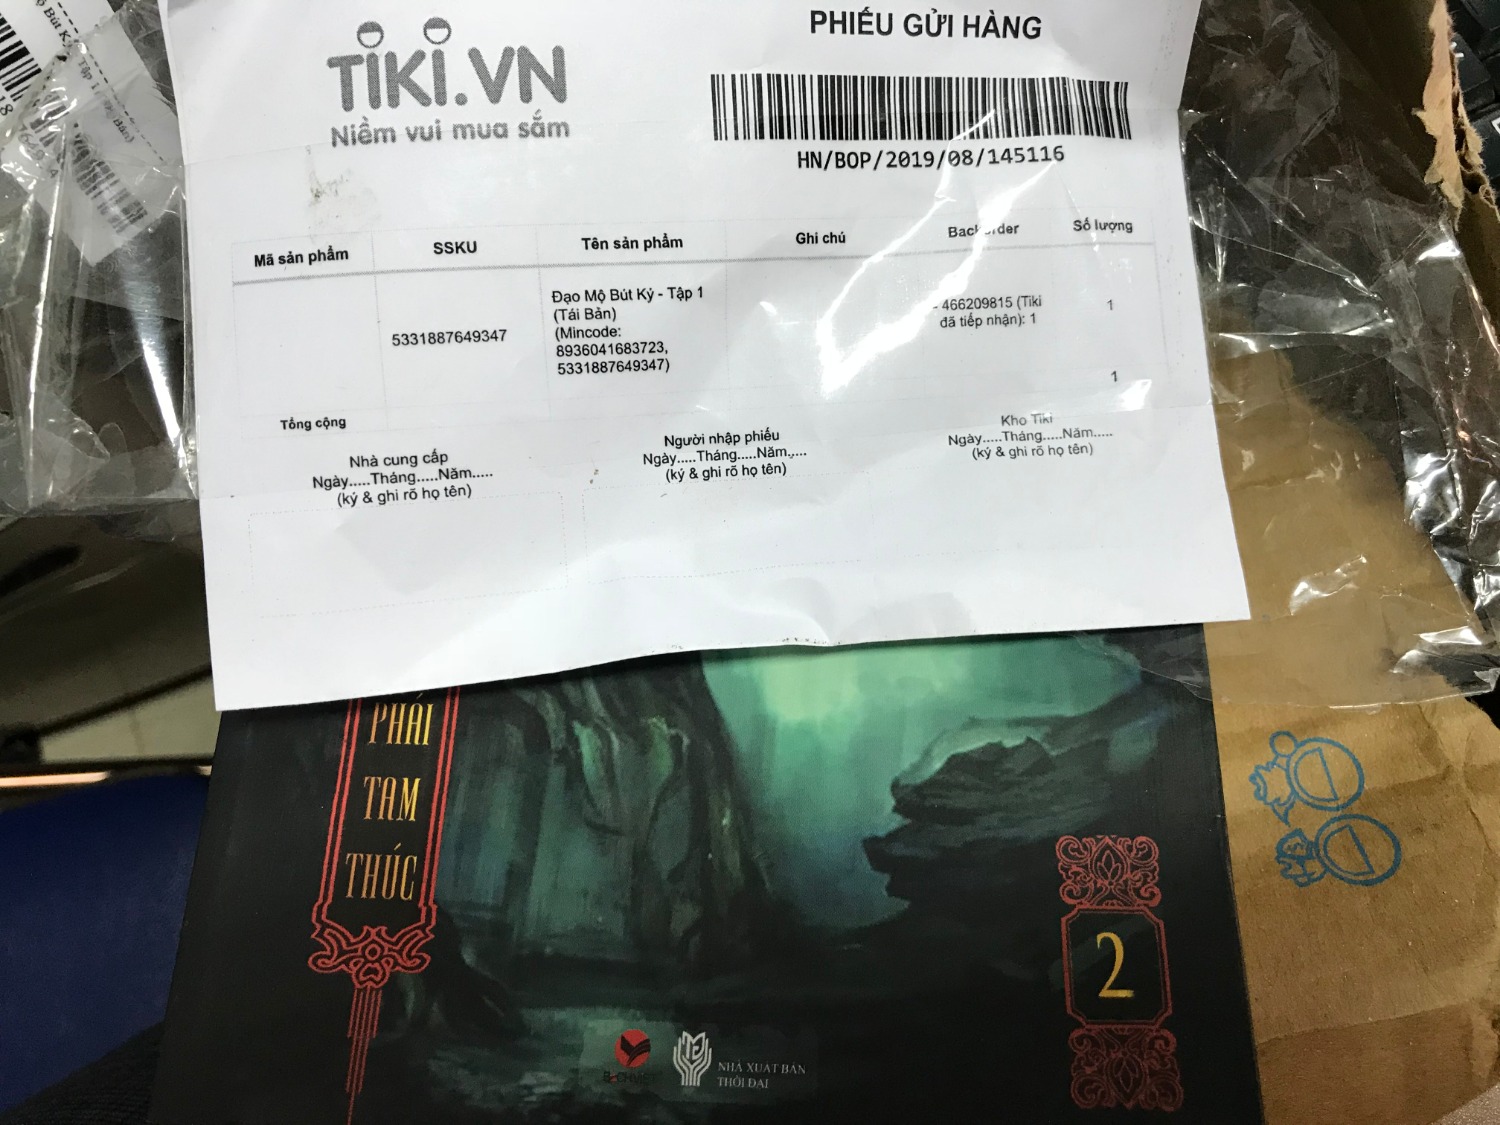 TIKI.VN
Niềm vui mua sắm
PHIẾU GỬI HÀNG
HN/BOP/2019/08/145116
Mã sản phẩm SSKU Tên sản phẩm Ghi chú Backorder Số lượng
5331887649347
Đạo Mộ Bút Ký - Tập 1
(Tái Bản)
(Mincode:
8936041683723,
5331887649347)
- 466209815 (Tiki
đã tiếp nhận): 1
1
1
Tổng cộng
Nhà cung cấp
Ngày.....Tháng.....Năm.....
(ký & ghi rõ họ tên)
Người nhập phiếu
Ngày.....Tháng.....Năm.....
(ký & ghi rõ họ tên)
Kho Tiki
Ngày.....Tháng.....Năm.....
(ký & ghi rõ họ tên)
PHÁI
TAM
THÚC
2
NHÀ XUẤT BẢN
THỜI ĐẠI